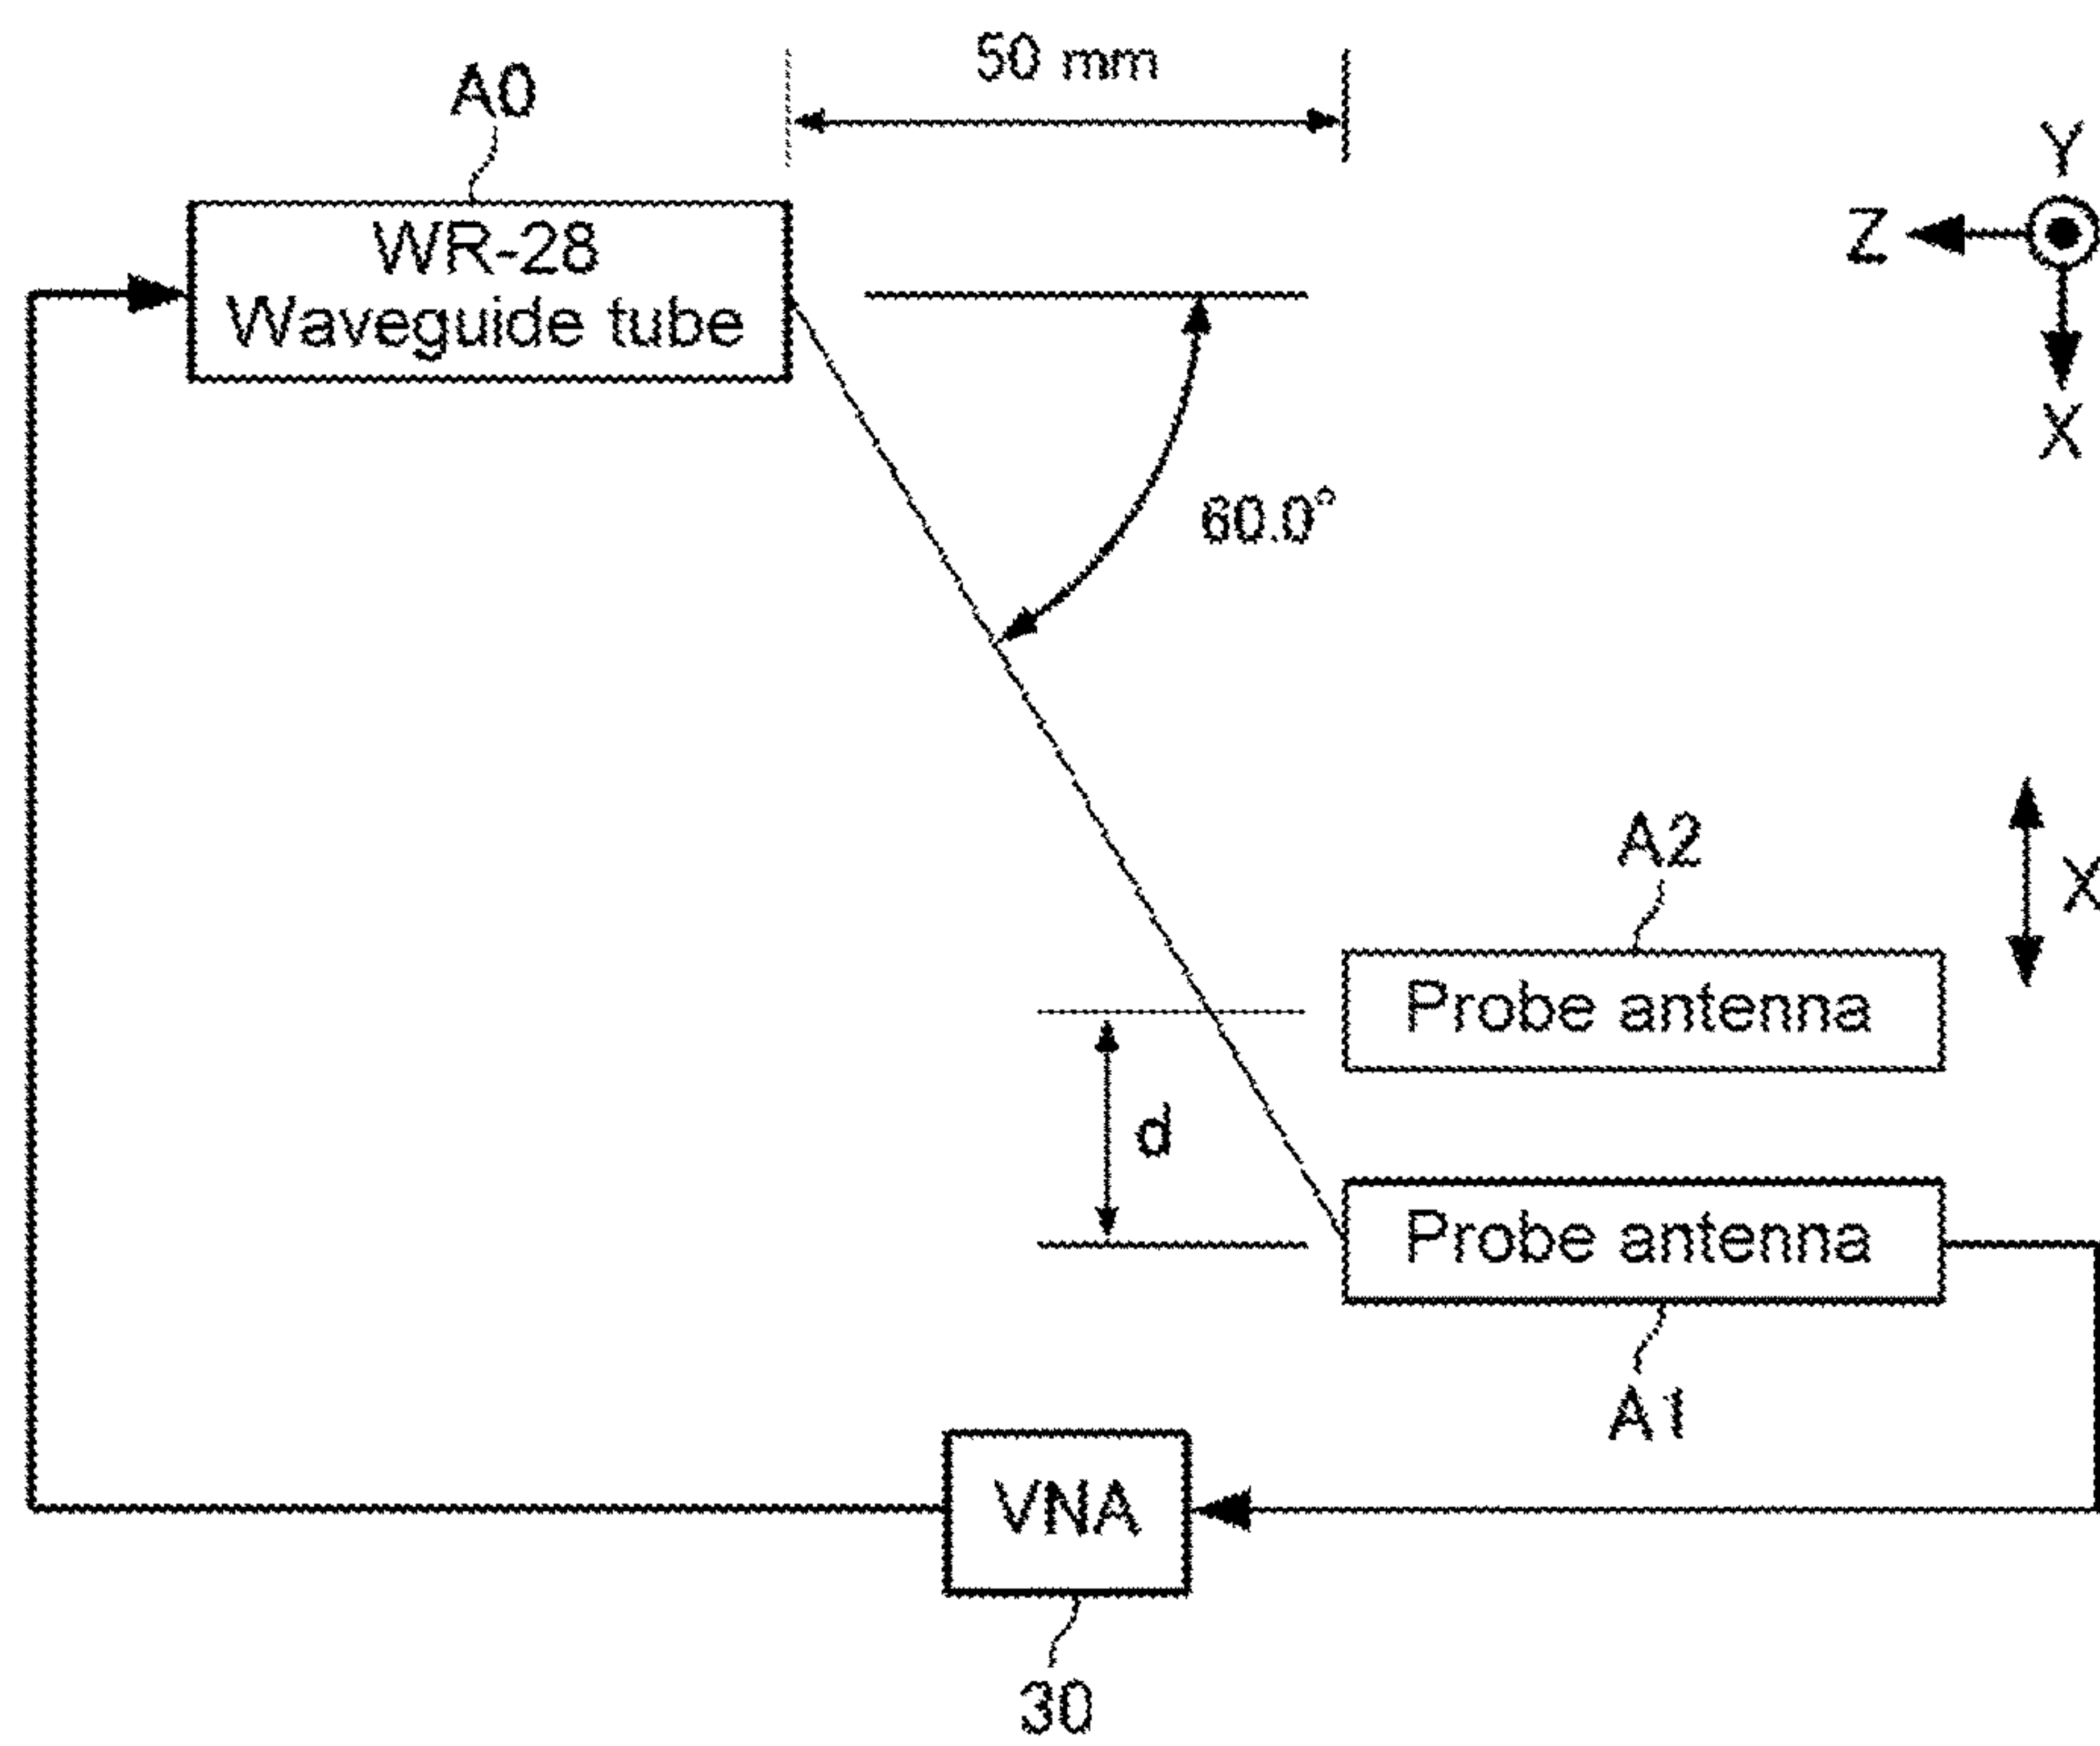 50 mm
A0
WR-28
Waveguide tube
Y
Z
X
60.0°
A2
X
Probe antenna
d
Probe antenna
A1
VNA
30